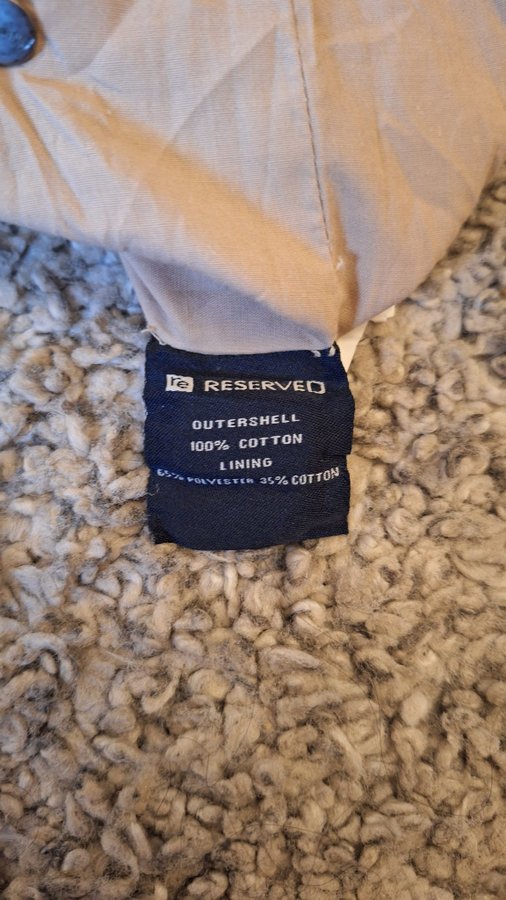 re RESERVED
OUTERSHELL
100% COTTON
LINING
65% POLYESTER 35% COTTON